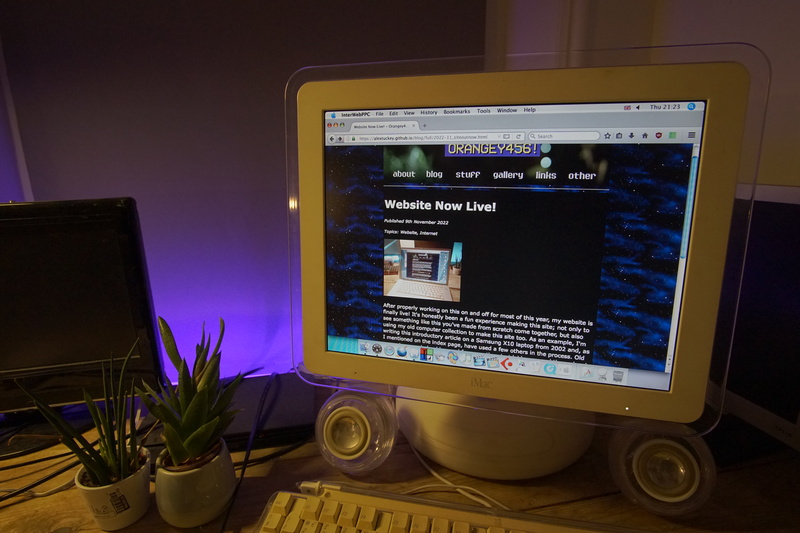 InterWebPPC File Edit View History Bookmarks Tools Window Help
Thu 21:23
Website Now Live! - Orangey4
Search
ORANGEY456!
about blog stuff gallery links other
Website Now Live!
Published 9th November 2022
Topics: Website, Internet
After properly working on this on and off for most of this year, my website is
finally live! It's honestly been a fun experience making this site; not only to
see something like this you've made from scratch come together, but also
using my old computer collection to make this site too. As an example, I'm
writing this introductory article on a Samsung X10 laptop from 2002 and, as
I mentioned on the index page, have used a few others in the process. Old
iMac